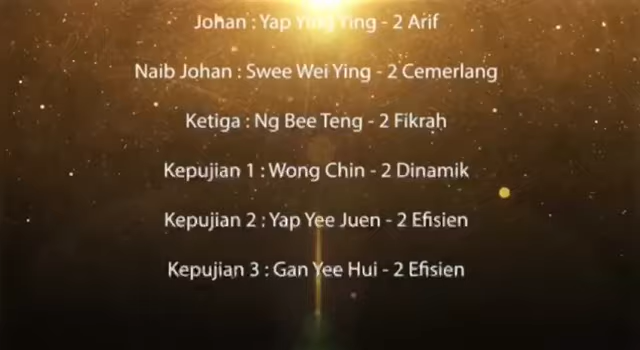 Johan : Yap Ying Ying - 2 Arif
Naib Johan : Swee Wei Ying - 2 Cemerlang
Ketiga : Ng Bee Teng - 2 Fikrah
Kepujian 1 : Wong Chin - 2 Dinamik
Kepujian 2 : Yap Yee Juen - 2 Efisien
Kepujian 3 : Gan Yee Hui - 2 Efisien